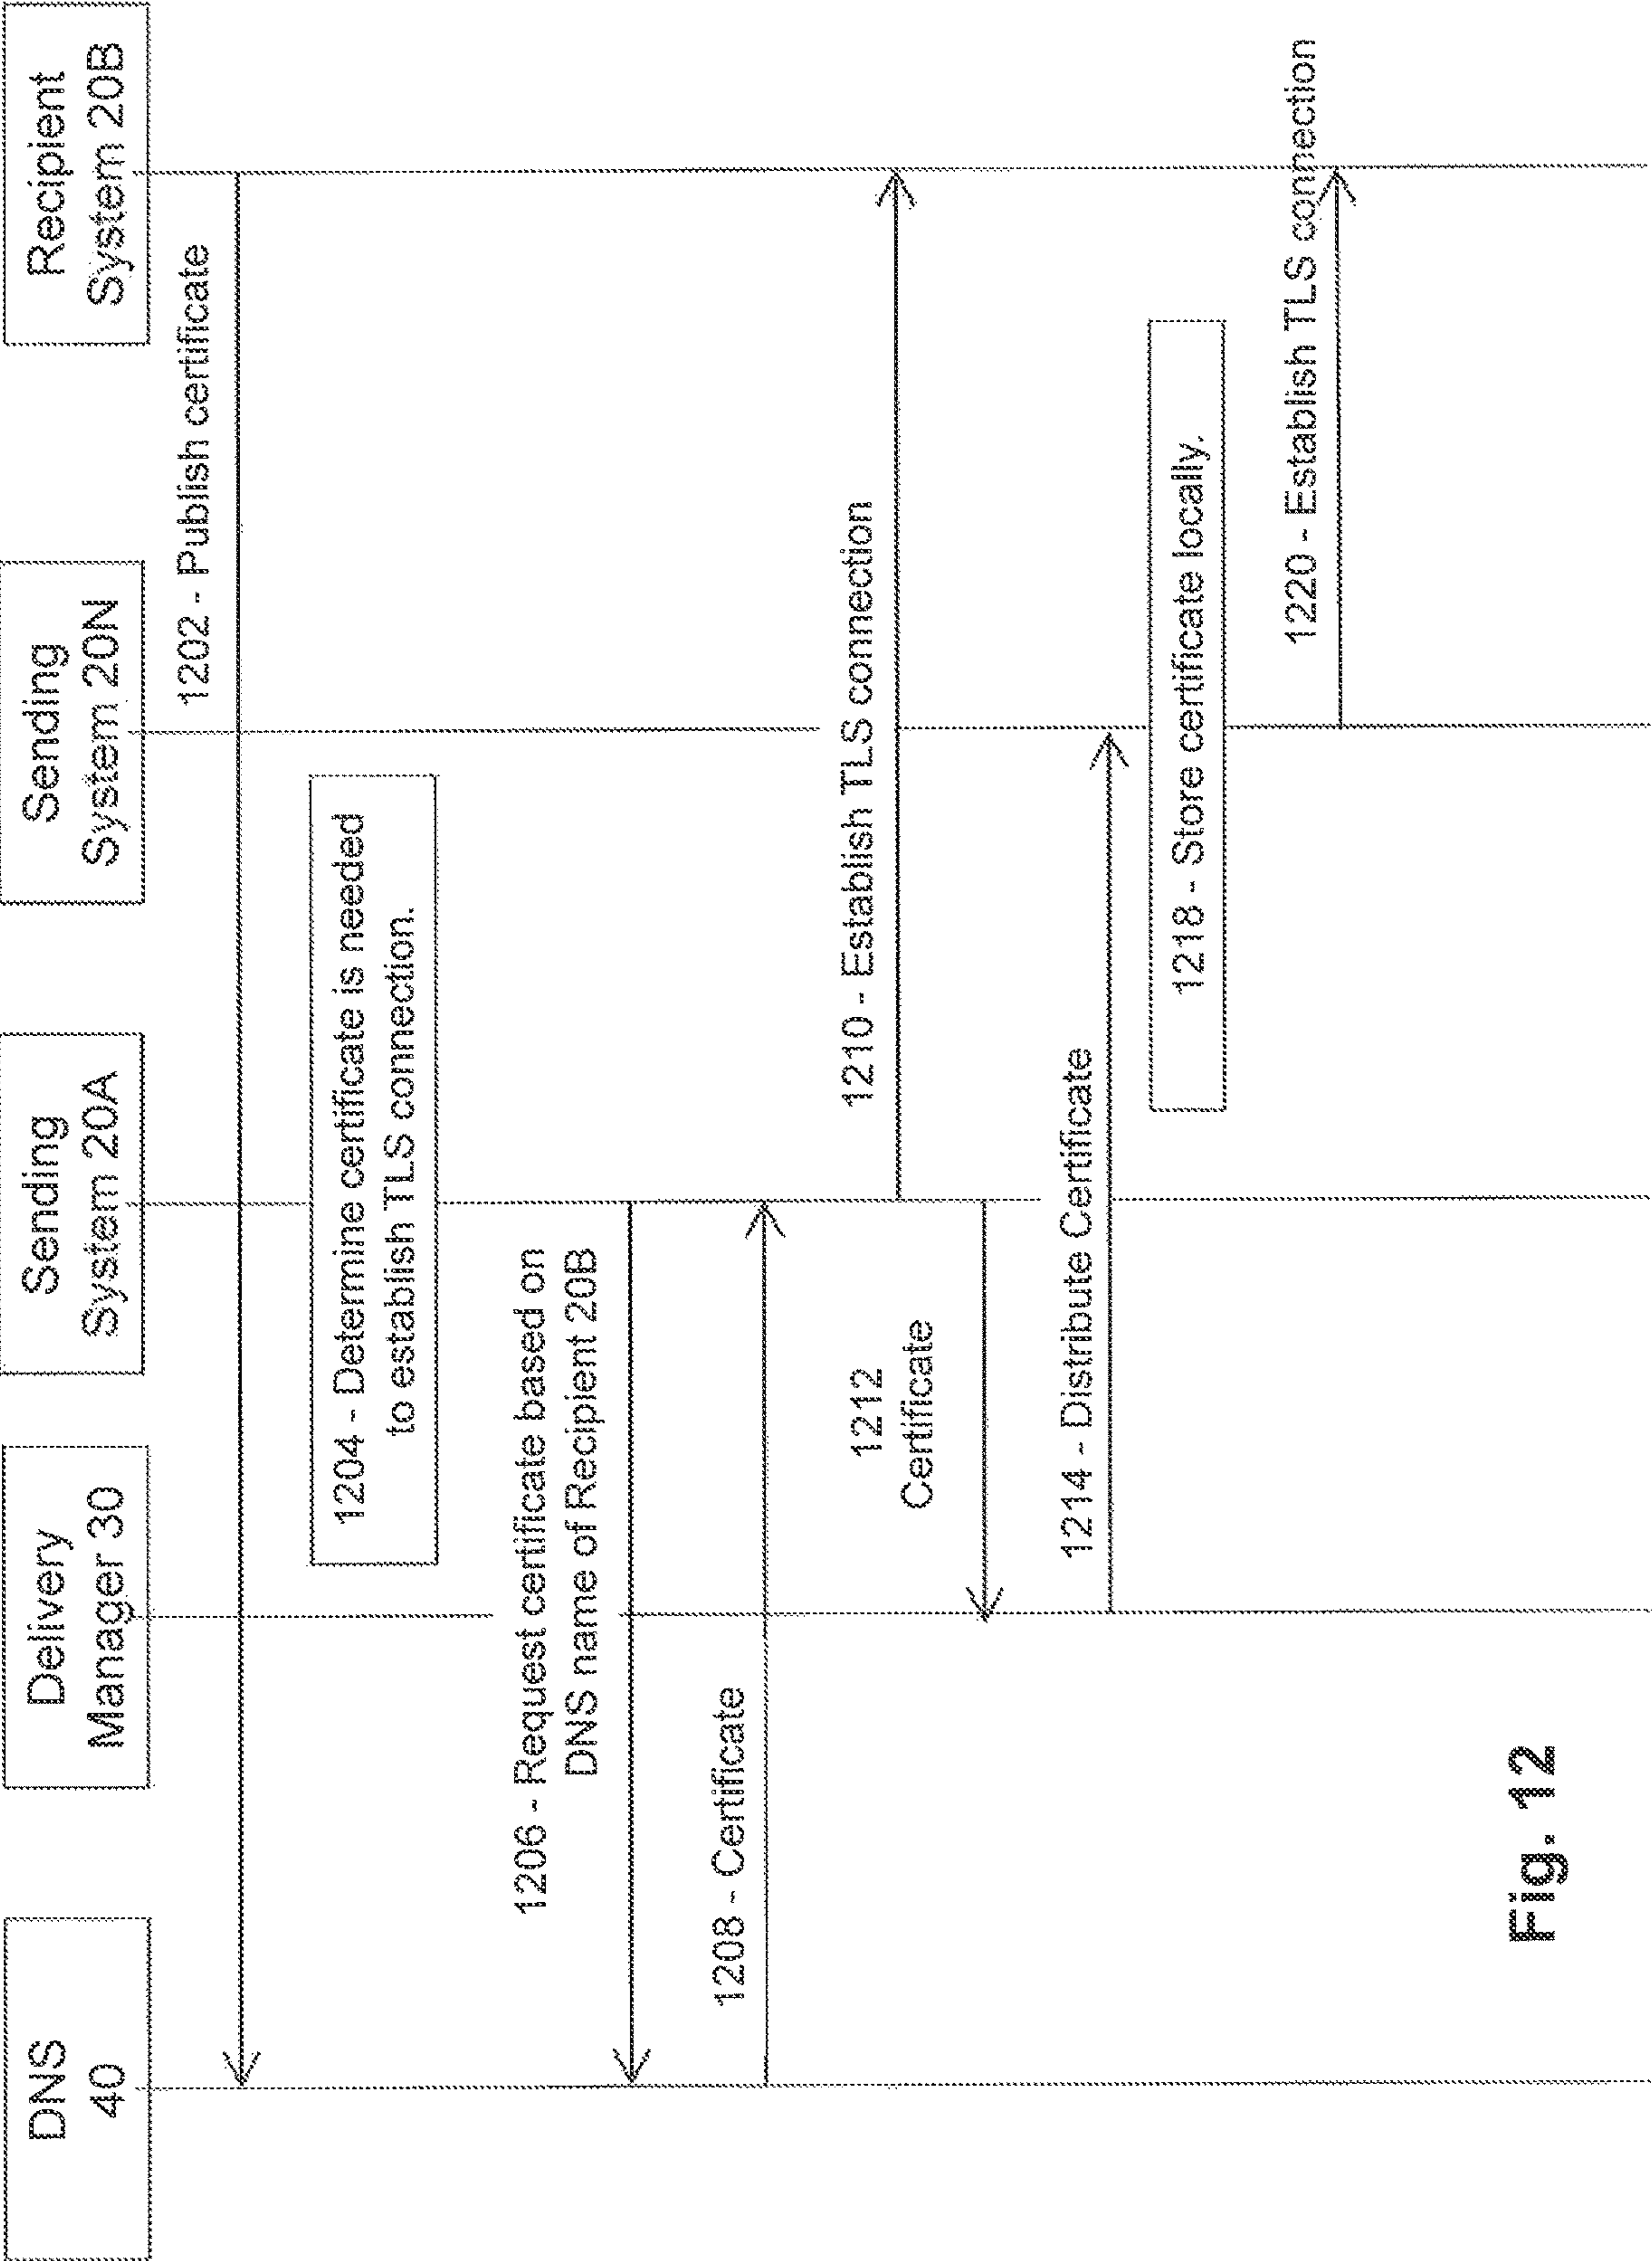 DNS
40
Delivery
Manager 30
Sending
System 20A
Sending
System 20N
Recipient
System 20B
1202 - Publish certificate
1204 - Determine certificate is needed
to establish TLS connection.
1206 - Request certificate based on
DNS name of Recipient 20B
1208 - Certificate
1210 - Establish TLS connection
1212
Certificate
1214 - Distribute Certificate
1218 - Store certificate locally.
1220 - Establish TLS connection
Fig. 12